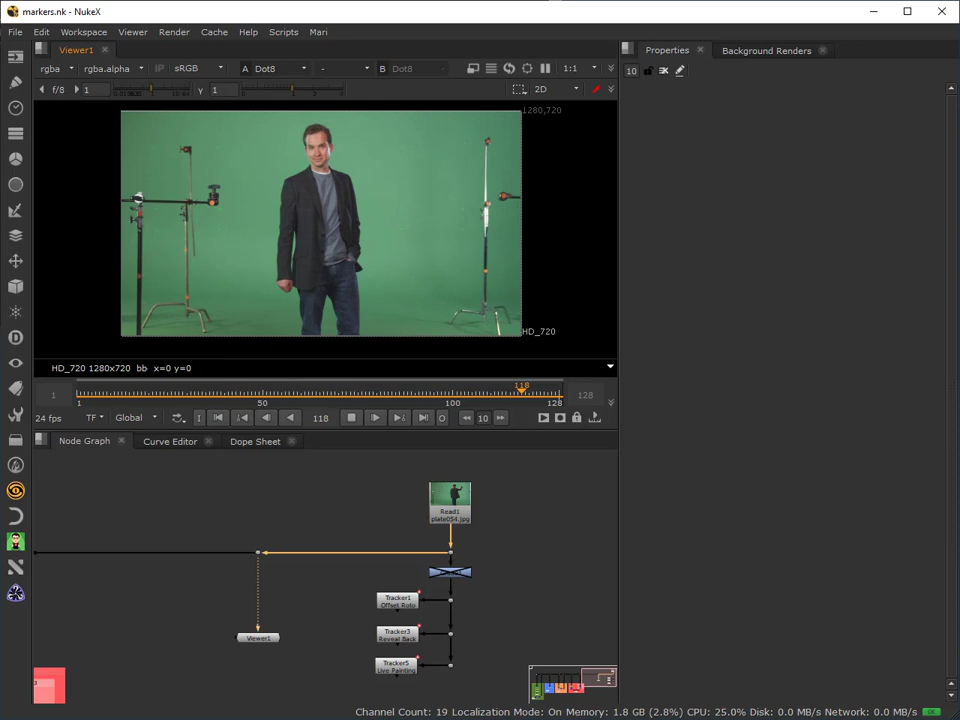 markers.nk - NukeX
File Edit Workspace Viewer Render Cache Help Scripts Mari
Viewer1
Properties Background Renders
rgba rgba.alpha IP sRGB A Dot8 - B Dot8 1:1
10
f/8 1 y 1 2D
1280,720
HD_720
HD_720 1280x720 bb x=0 y=0
118
1 128
1 50 100 128
24 fps TF Global 118 10
Node Graph Curve Editor Dope Sheet
Read1
plate054.jpg
Tracker1
Offset Roto
Tracker3
Reveal Back
Viewer1
Tracker5
Live Painting
Channel Count: 19 Localization Mode: On Memory: 1.8 GB (2.8%) CPU: 25.0% Disk: 0.0 MB/s Network: 0.0 MB/s OK